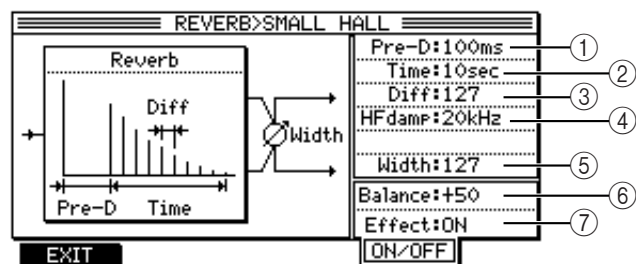 REVERB>SMALL HALL
Reverb
Diff
Pre-D
Time
Width
Pre-D:100ms
①
Time:10sec
②
Diff:127
③
HFdamp:20kHz
④
Width:127
⑤
Balance:+50
⑥
Effect:ON
⑦
EXIT
ON/OFF